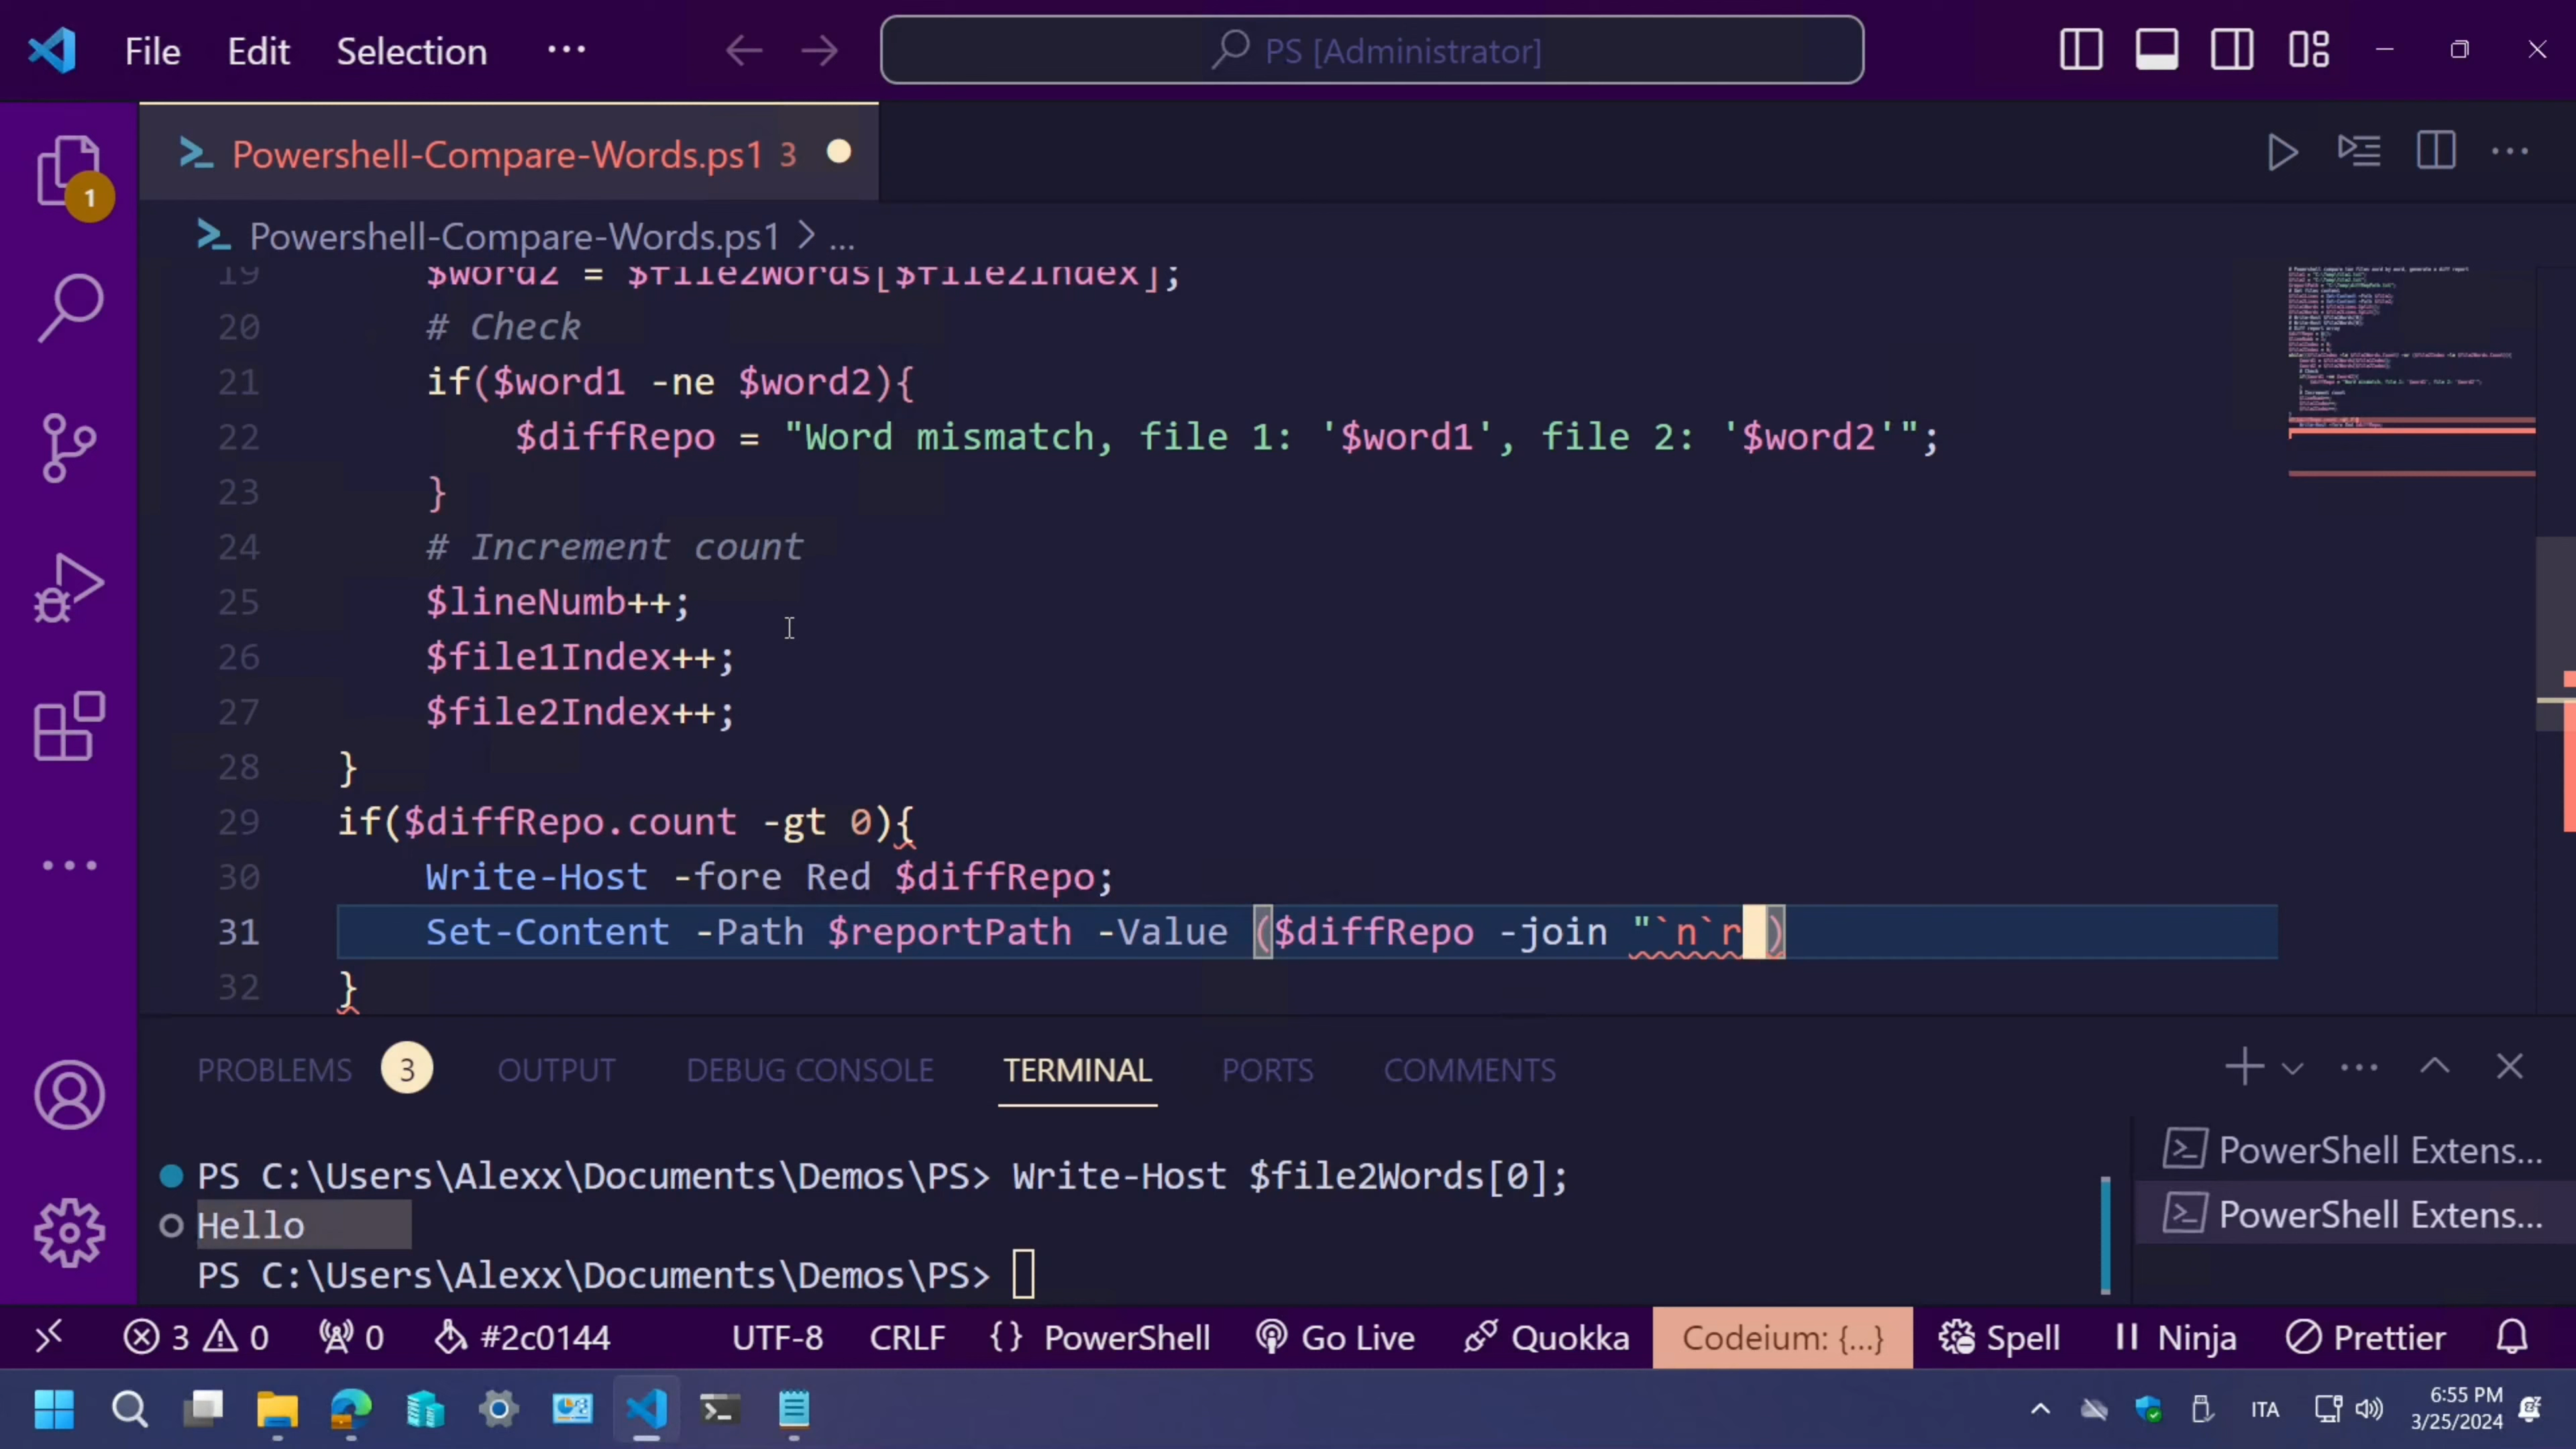 File Edit Selection ...
PS [Administrator]
Powershell-Compare-Words.ps1 3
Powershell-Compare-Words.ps1 > ...
19 $word2 = $file2Words[$file2Index];
20 # Check
21 if($word1 -ne $word2){
22 $diffRepo = "Word mismatch, file 1: '$word1', file 2: '$word2'";
23 }
24 # Increment count
25 $lineNumb++;
26 $file1Index++;
27 $file2Index++;
28 }
29 if($diffRepo.count -gt 0){
30 Write-Host -fore Red $diffRepo;
31 Set-Content -Path $reportPath -Value ($diffRepo -join "`n`r )
32 }
1
PROBLEMS 3 OUTPUT DEBUG CONSOLE TERMINAL PORTS COMMENTS
PS C:\Users\Alexx\Documents\Demos\PS> Write-Host $file2Words[0];
Hello
PS C:\Users\Alexx\Documents\Demos\PS>
PowerShell Extens...
PowerShell Extens...
3 0 0 #2c0144 UTF-8 CRLF {} PowerShell Go Live Quokka Codeium: {...} Spell Ninja Prettier
ITA 6:55 PM
3/25/2024